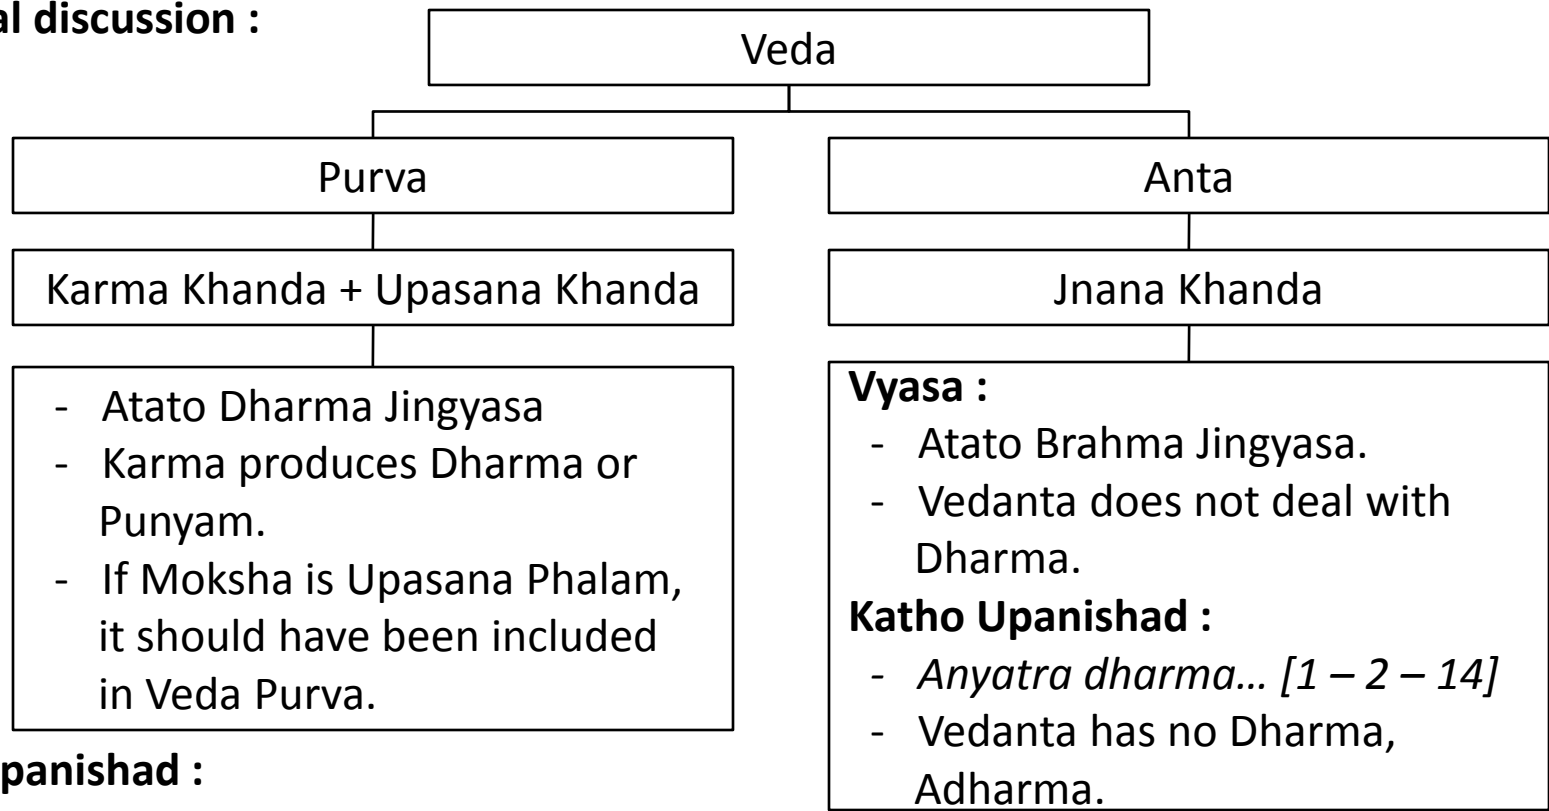 al discussion :
Veda
Purva
Anta
Karma Khanda + Upasana Khanda
Jnana Khanda
- Atato Dharma Jingyasa
- Karma produces Dharma or
Punyam.
- If Moksha is Upasana Phalam,
it should have been included
in Veda Purva.
Vyasa :
- Atato Brahma Jingyasa.
- Vedanta does not deal with
Dharma.
Katho Upanishad :
- Anyatra dharma… [1 – 2 – 14]
- Vedanta has no Dharma,
Adharma.
panishad :